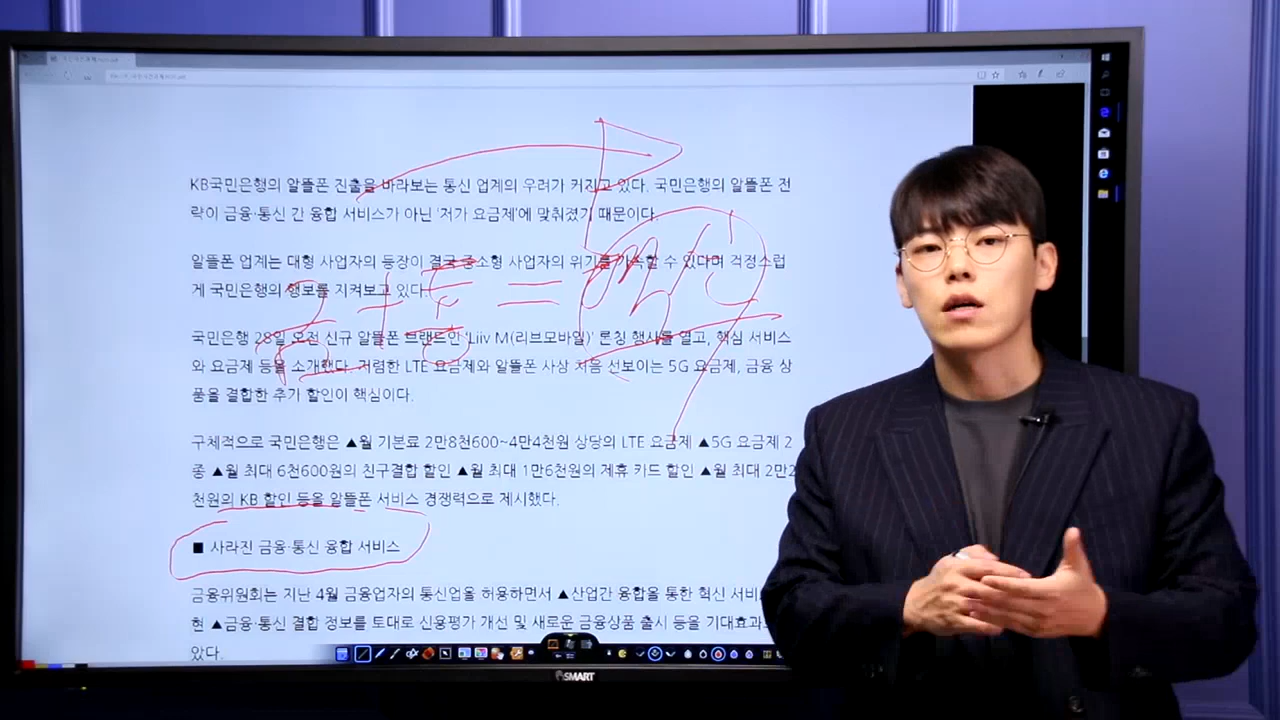 KB국민은행의 알뜰폰 진출을 바라보는 통신 업계의 우려가 커지고 있다. 국민은행의 알뜰폰 전
략이 금융·통신 간 융합 서비스가 아닌 '저가 요금제'에 맞춰졌기 때문이다.
알뜰폰 업계는 대형 사업자의 등장이 결국 중소형 사업자의 위기를 가속할 수 있다며 걱정스럽
게 국민은행의 행보를 지켜보고 있다.
국민은행 28일 오전 신규 알뜰폰 브랜드인 'Liiv M(리브모바일)' 론칭 행사를 열고, 핵심 서비스
와 요금제 등을 소개했다. 저렴한 LTE 요금제와 알뜰폰 사상 처음 선보이는 5G 요금제, 금융 상
품을 결합한 추가 할인이 핵심이다.
구체적으로 국민은행은 ▲월 기본료 2만8천600~4만4천원 상당의 LTE 요금제 ▲5G 요금제 2
종 ▲월 최대 6천600원의 친구결합 할인 ▲월 최대 1만6천원의 제휴 카드 할인 ▲월 최대 2만2
천원의 KB 할인 등을 알뜰폰 서비스 경쟁력으로 제시했다.
■ 사라진 금융·통신 융합 서비스
금융위원회는 지난 4월 금융업자의 통신업을 허용하면서 ▲산업간 융합을 통한 혁신 서비스
현 ▲금융·통신 결합 정보를 토대로 신용평가 개선 및 새로운 금융상품 출시 등을 기대효과
았다.
SMART